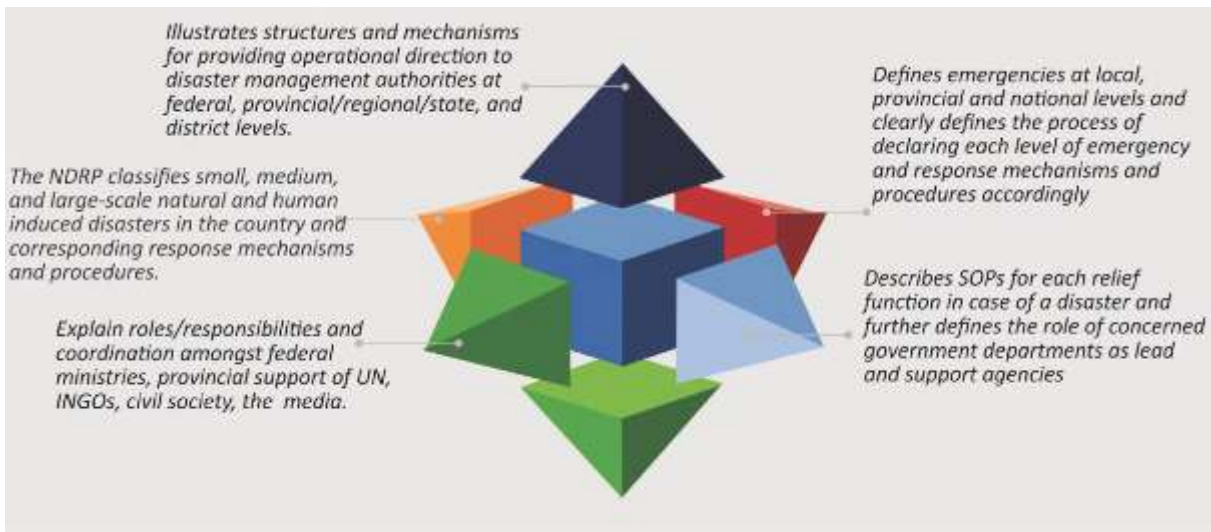 Illustrates structures and mechanisms
for providing operational direction to
disaster management authorities at
federal, provincial/regional/state, and
district levels.
The NDRP classifies small, medium,
and large-scale natural and human
induced disasters in the country and
corresponding response mechanisms
and procedures.
Explain roles/responsibilities and
coordination amongst federal
ministries, provincial support of UN,
INGOs, civil society, the media.
Defines emergencies at local,
provincial and national levels and
clearly defines the process of
declaring each level of emergency
and response mechanisms and
procedures accordingly
Describes SOPs for each relief
function in case of a disaster and
further defines the role of concerned
government departments as lead
and support agencies